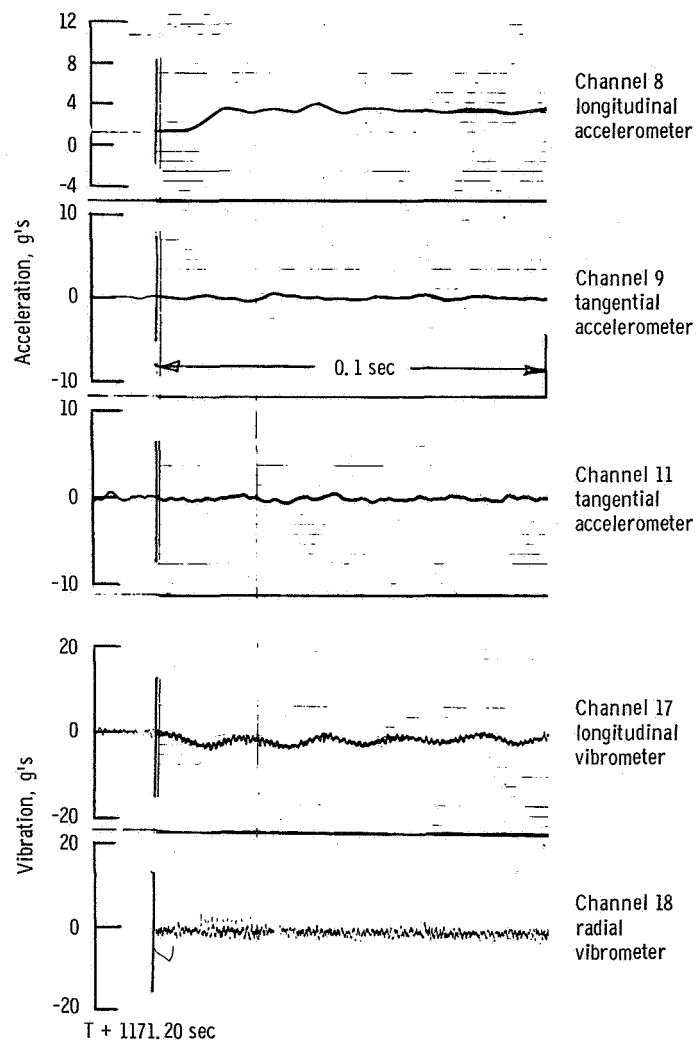 12
8
4
0
-4
Channel 8
longitudinal
accelerometer
10
0
-10
Channel 9
tangential
accelerometer
0.1 sec
Acceleration, g's
10
0
-10
Channel 11
tangential
accelerometer
20
0
-20
Channel 17
longitudinal
vibrometer
Vibration, g's
20
0
-20
Channel 18
radial
vibrometer
T + 1171.20 sec